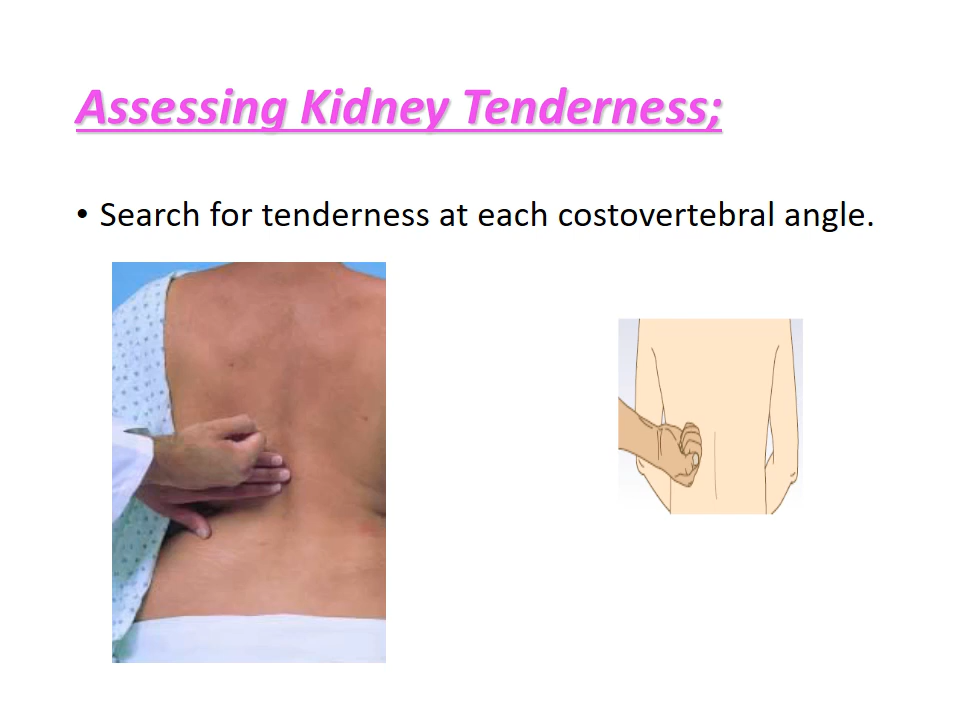 Assessing Kidney Tenderness;
• Search for tenderness at each costovertebral angle.